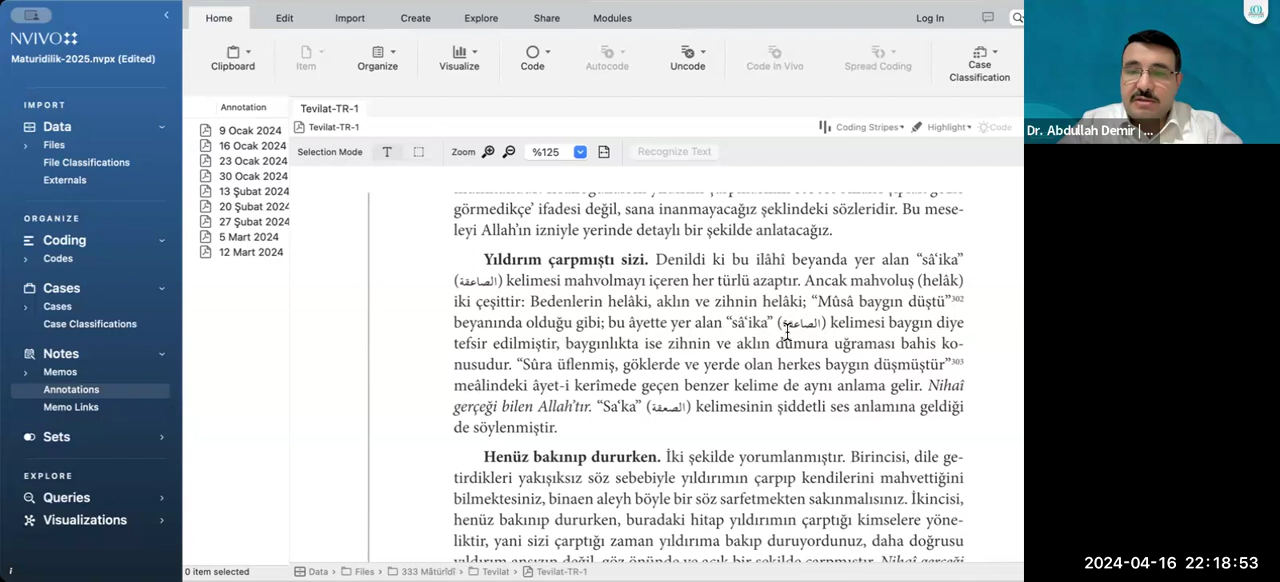 Home Edit Import Create Explore Share Modules Log In
NVIVO
Maturidilik-2025.nvpx (Edited)
Clipboard Item Organize Visualize Code Autocode Uncode Code In Vivo Spread Coding Case Classification
IMPORT
Data
Files
File Classifications
Externals
ORGANIZE
Coding
Codes
Cases
Cases
Case Classifications
Notes
Memos
Annotations
Memo Links
Sets
EXPLORE
Queries
Visualizations
Annotation
9 Ocak 2024
16 Ocak 2024
23 Ocak 2024
30 Ocak 2024
13 Şubat 2024
20 Şubat 2024
27 Şubat 2024
5 Mart 2024
12 Mart 2024
0 item selected
Tevilat-TR-1
Tevilat-TR-1 Coding Stripes Highlight Code
Selection Mode T Zoom %125 Recognize Text
görmedikçe’ ifadesi değil, sana inanmayacağız şeklindeki sözleridir. Bu mese-
leyi Allah’ın izniyle yerinde detaylı bir şekilde anlatacağız.
Yıldırım çarpmıştı sizi. Denildi ki bu ilâhî beyanda yer alan “sâ‘ika”
(الصاعقة) kelimesi mahvolmayı içeren her türlü azaptır. Ancak mahvoluş (helâk)
iki çeşittir: Bedenlerin helâki, aklın ve zihnin helâki; “Mûsâ baygın düştü”302
beyanında olduğu gibi; bu âyette yer alan “sâ‘ika” (الصاعقة) kelimesi baygın diye
tefsir edilmiştir, baygınlıkta ise zihnin ve aklın dumura uğraması bahis ko-
nusudur. “Sûra üflenmiş, göklerde ve yerde olan herkes baygın düşmüştür”303
meâlindeki âyet-i kerîmede geçen benzer kelime de aynı anlama gelir. Nihaî
gerçeği bilen Allah’tır. “Sa‘ka” (الصعقة) kelimesinin şiddetli ses anlamına geldiği
de söylenmiştir.
Henüz bakınıp dururken. İki şekilde yorumlanmıştır. Birincisi, dile ge-
tirdikleri yakışıksız söz sebebiyle yıldırımın çarpıp kendilerini mahvettiğini
bilmektesiniz, binaen aleyh böyle bir söz sarfetmekten sakınmalısınız. İkincisi,
henüz bakınıp dururken, buradaki hitap yıldırımın çarptığı kimselere yöne-
liktir, yani sizi çarptığı zaman yıldırıma bakıp duruyordunuz, daha doğrusu
yıldırım ansızın değil, göz önünde ve açık bir şekilde çarpmıştır. Nihaî gerçeği
Data Files 333 Mâtürîdî Tevilat Tevilat-TR-1
Dr. Abdullah Demir | ...
2024-04-16 22:18:53